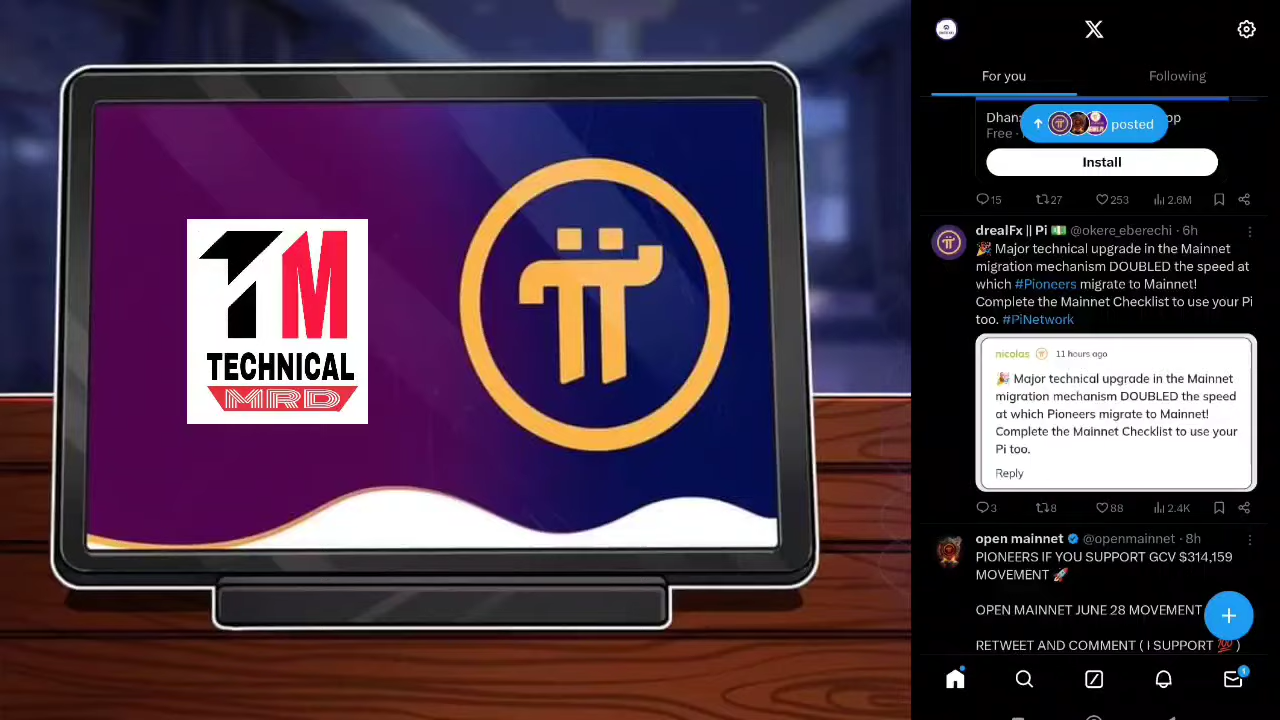 TM
TECHNICAL
MRD
For you
Following
posted
Free
Install
15
27
253
2.6M
drealFx || Pi 💵 @okere_eberechi · 6h
🎉 Major technical upgrade in the Mainnet
migration mechanism DOUBLED the speed at
which #Pioneers migrate to Mainnet!
Complete the Mainnet Checklist to use your Pi
too. #PiNetwork
nicolas 11 hours ago
🎉 Major technical upgrade in the Mainnet
migration mechanism DOUBLED the speed
at which Pioneers migrate to Mainnet!
Complete the Mainnet Checklist to use your
Pi too.
Reply
3
8
88
2.4K
open mainnet @openmainnet · 8h
PIONEERS IF YOU SUPPORT GCV $314,159
MOVEMENT 🚀
OPEN MAINNET JUNE 28 MOVEMENT
RETWEET AND COMMENT ( I SUPPORT 💯 )
1